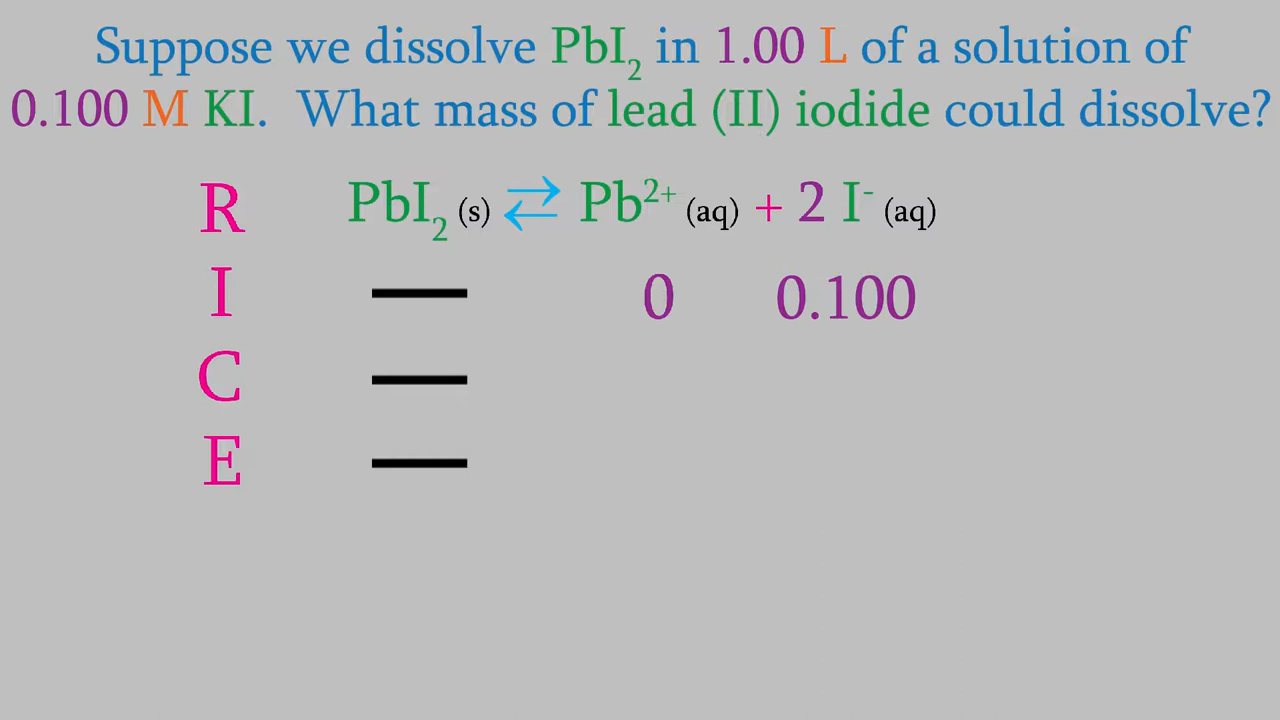 Suppose we dissolve PbI₂ in 1.00 L of a solution of
0.100 M KI. What mass of lead (II) iodide could dissolve?
R PbI₂ (s) ⇄ Pb²⁺ (aq) + 2 I⁻ (aq)
I — 0 0.100
C —
E —